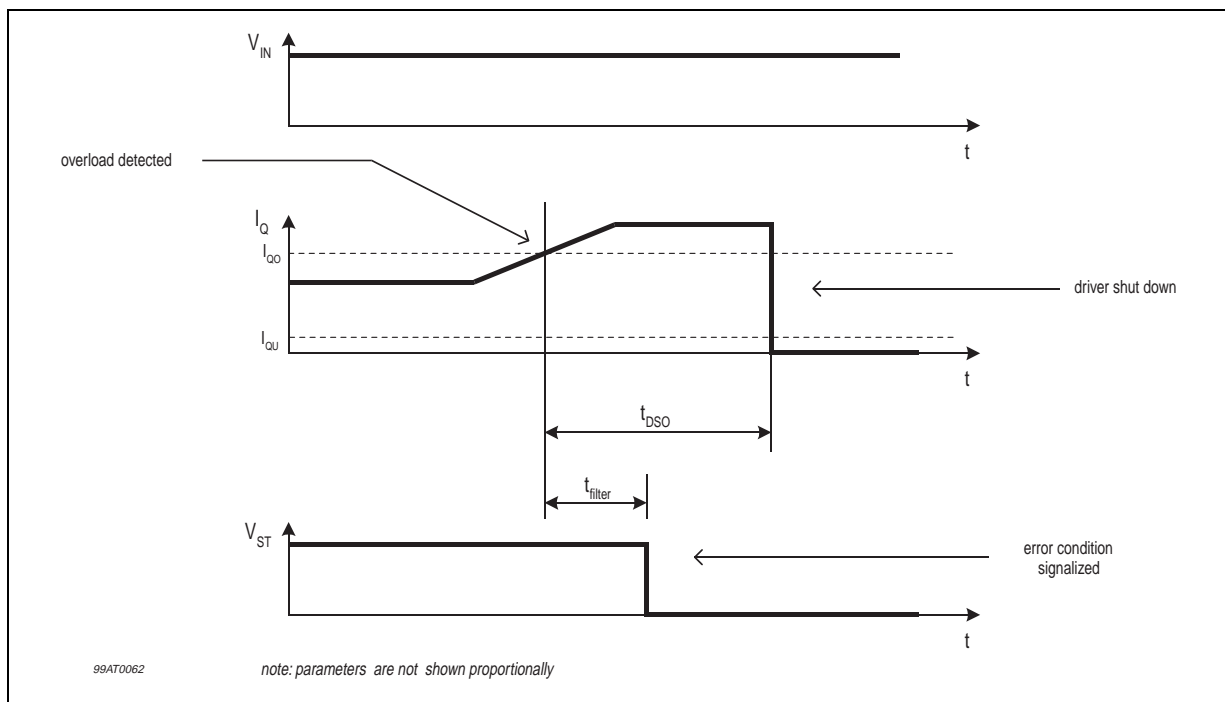 V_IN
t
overload detected
I_Q
I_QO
driver shut down
I_QU
t
t_DSO
t_filter
V_ST
error condition
signalized
t
99AT0062
note: parameters are not shown proportionally